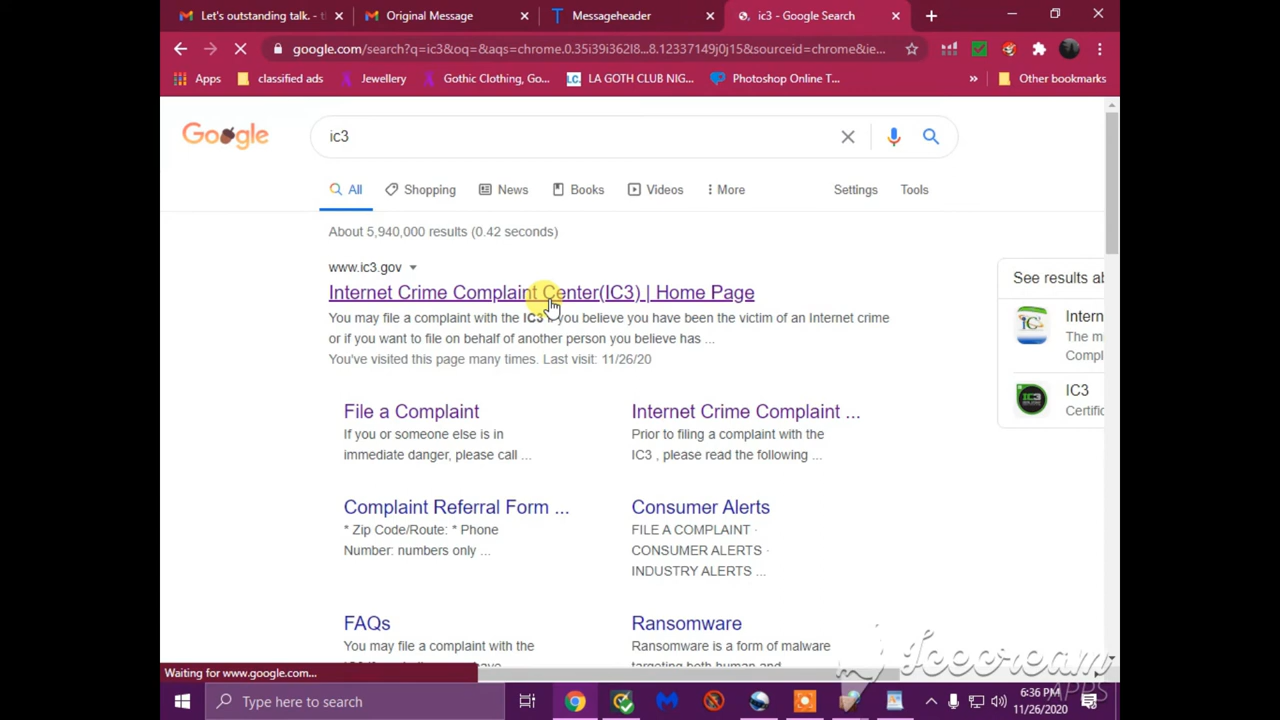 Let's outstanding talk. - t
Original Message
Messageheader
ic3 - Google Search
google.com/search?q=ic3&oq=&aqs=chrome.0.35i39i362l8...8.12337149j0j15&sourceid=chrome&ie...
Apps
classified ads
Jewellery
Gothic Clothing, Go...
LC.
LA GOTH CLUB NIG...
Photoshop Online T...
»
Other bookmarks
Google
ic3
All
Shopping
News
Books
Videos
More
Settings
Tools
About 5,940,000 results (0.42 seconds)
www.ic3.gov
Internet Crime Complaint Center(IC3) | Home Page
You may file a complaint with the IC3 if you believe you have been the victim of an Internet crime
or if you want to file on behalf of another person you believe has ...
You've visited this page many times. Last visit: 11/26/20
File a Complaint
If you or someone else is in
immediate danger, please call ...
Internet Crime Complaint ...
Prior to filing a complaint with the
IC3 , please read the following ...
Complaint Referral Form ...
* Zip Code/Route: * Phone
Number: numbers only ...
Consumer Alerts
FILE A COMPLAINT ·
CONSUMER ALERTS ·
INDUSTRY ALERTS ...
FAQs
You may file a complaint with the
Ransomware
Ransomware is a form of malware
targeting both human and
See results ab
Intern
The mi
Compl
IC3
IC3
Certific
Waiting for www.google.com...
Icecream
APPS
Type here to search
6:36 PM
11/26/2020